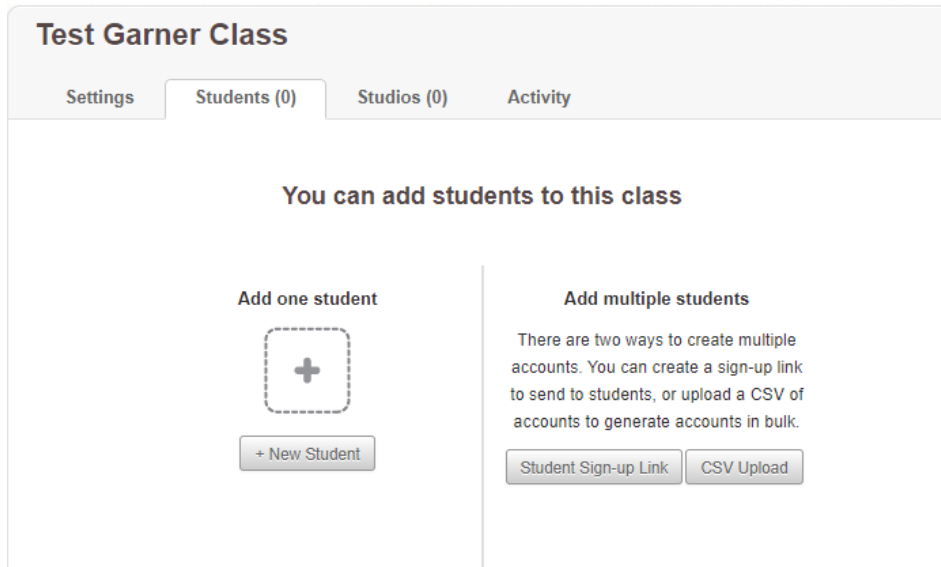 Test Garner Class
Settings Students (0) Studios (0) Activity
You can add students to this class
Add one student
+ New Student
Add multiple students
There are two ways to create multiple
accounts. You can create a sign-up link
to send to students, or upload a CSV of
accounts to generate accounts in bulk.
Student Sign-up Link CSV Upload